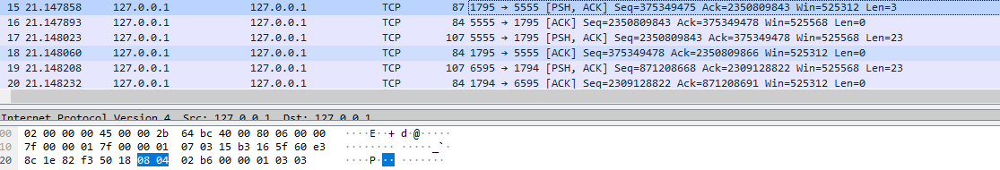 15 21.147858 127.0.0.1 127.0.0.1 TCP 87 1795 → 5555 [PSH, ACK] Seq=375349475 Ack=2350809843 Win=525312 Len=3
16 21.147893 127.0.0.1 127.0.0.1 TCP 84 5555 → 1795 [ACK] Seq=2350809843 Ack=375349478 Win=525568 Len=0
17 21.148023 127.0.0.1 127.0.0.1 TCP 107 5555 → 1795 [PSH, ACK] Seq=2350809843 Ack=375349478 Win=525568 Len=23
18 21.148060 127.0.0.1 127.0.0.1 TCP 84 1795 → 5555 [ACK] Seq=375349478 Ack=2350809866 Win=525312 Len=0
19 21.148208 127.0.0.1 127.0.0.1 TCP 107 6595 → 1794 [PSH, ACK] Seq=871208668 Ack=2309128822 Win=525568 Len=23
20 21.148232 127.0.0.1 127.0.0.1 TCP 84 1794 → 6595 [ACK] Seq=2309128822 Ack=871208691 Win=525312 Len=0
Internet Protocol Version 4, Src: 127.0.0.1, Dst: 127.0.0.1
00 02 00 00 00 45 00 00 2b 64 bc 40 00 80 06 00 00 ····E··+ d·@·····
10 7f 00 00 01 7f 00 00 01 07 03 15 b3 16 5f 60 e3 ········ ·····_`·
20 8c 1e 82 f3 50 18 08 04 02 b6 00 00 01 03 03 ····P··· ·······